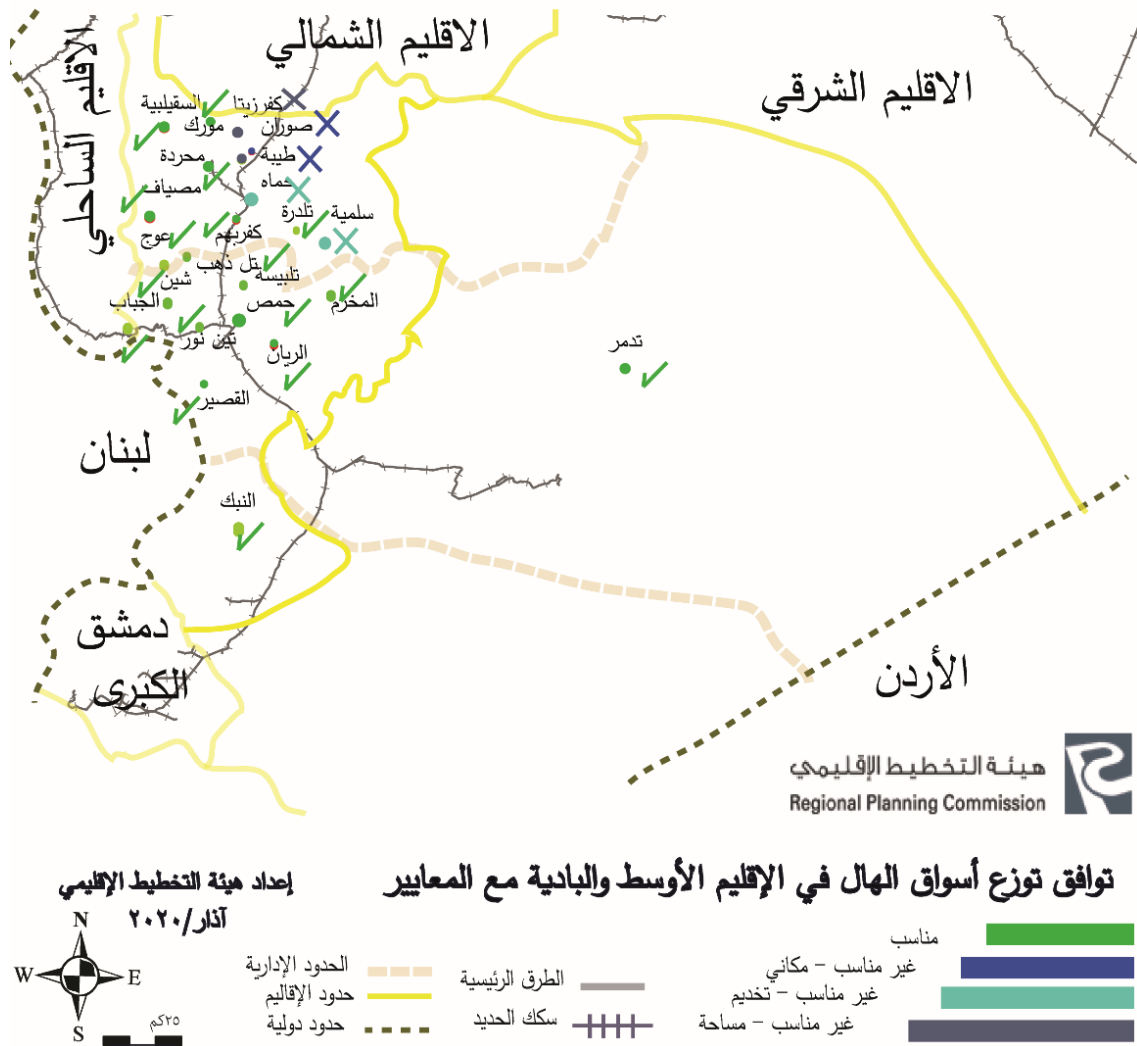 الاقليم الشمالي
الاقليم الشرقي
الاقليم الساحلي
السقيلبية
كفرزيتا
مورك
صوران
محردة
طيبة
مصياف
حماه
تلدرة
سلمية
عوج
كفربهم
تل ذهب
شين
تلبيسة
المخرم
الجباب
حمص
تين نور
الريان
تدمر
القصير
لبنان
النبك
دمشق
الكبرى
الأردن
هيئة التخطيط الإقليمي
Regional Planning Commission
توافق توزع أسواق الهال في الإقليم الأوسط والبادية مع المعايير
إعداد هيئة التخطيط الإقليمي
آذار/٢٠٢٠
N
W
E
S
٢٥كم
الحدود الإدارية
حدود الإقاليم
حدود دولية
الطرق الرئيسية
سكك الحديد
مناسب
غير مناسب - مكاني
غير مناسب - تخديم
غير مناسب - مساحة